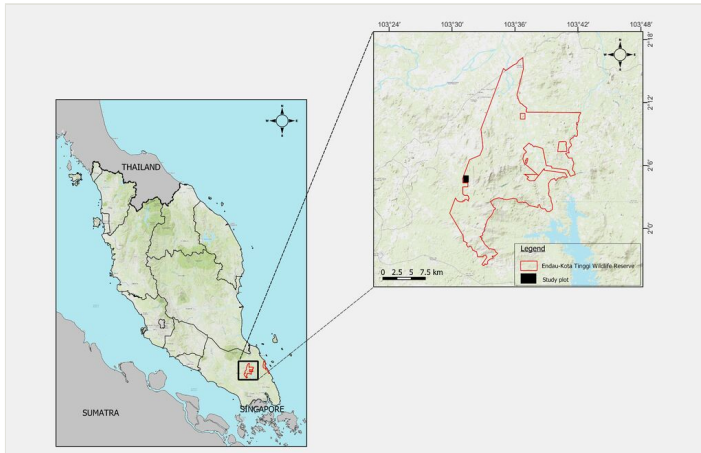 103°24' 103°30' 103°36' 103°42' 103°48'
2°18'
2°12'
2°6'
2°0'
THAILAND
SUMATRA
SINGAPORE
Legend
Endau-Kota Tinggi Wildlife Reserve
Study plot
0 2.5 5 7.5 km